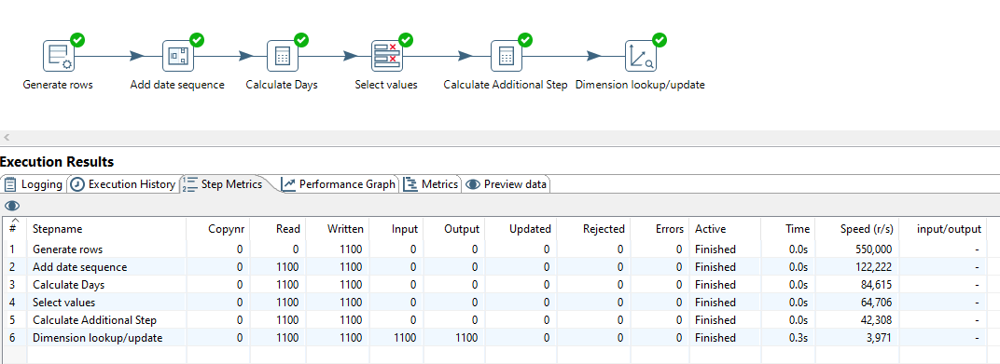 Generate rows Add date sequence Calculate Days Select values Calculate Additional Step Dimension lookup/update
Execution Results
Logging Execution History Step Metrics Performance Graph Metrics Preview data
# Stepname Copynr Read Written Input Output Updated Rejected Errors Active Time Speed (r/s) input/output
1 Generate rows 0 0 1100 0 0 0 0 0 Finished 0.0s 550,000 -
2 Add date sequence 0 1100 1100 0 0 0 0 0 Finished 0.0s 122,222 -
3 Calculate Days 0 1100 1100 0 0 0 0 0 Finished 0.0s 84,615 -
4 Select values 0 1100 1100 0 0 0 0 0 Finished 0.0s 64,706 -
5 Calculate Additional Step 0 1100 1100 0 0 0 0 0 Finished 0.0s 42,308 -
6 Dimension lookup/update 0 1100 1100 1100 1100 0 0 0 Finished 0.3s 3,971 -